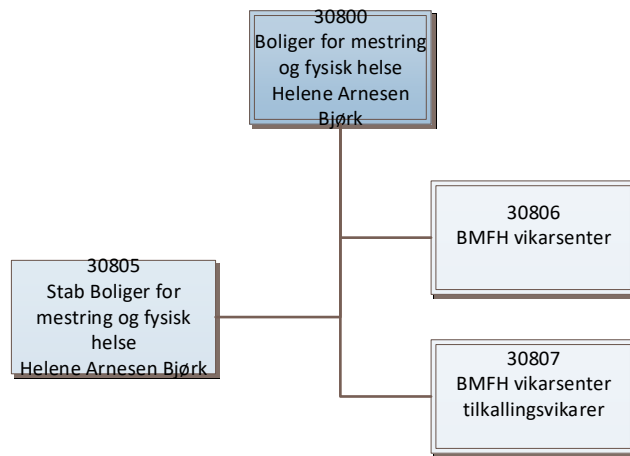 30800
Boliger for mestring
og fysisk helse
Helene Arnesen
Bjørk
30806
BMFH vikarsenter
30805
Stab Boliger for
mestring og fysisk
helse
Helene Arnesen Bjørk
30807
BMFH vikarsenter
tilkallingsvikarer